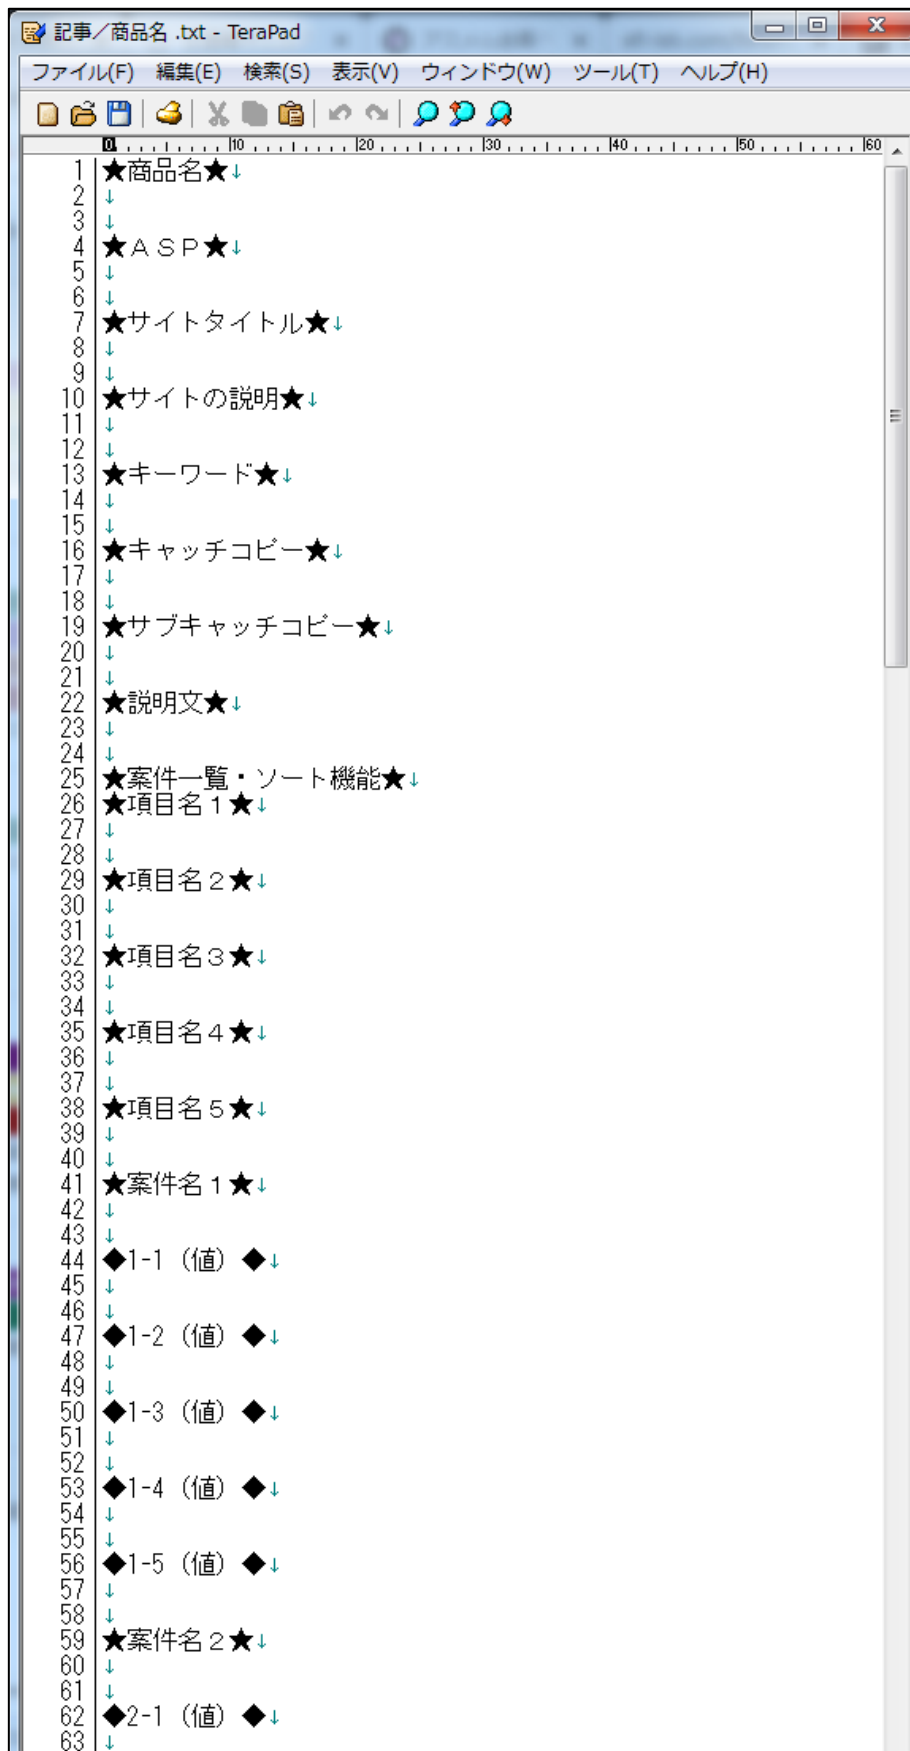 記事／商品名 .txt - TeraPad
ファイル(F) 編集(E) 検索(S) 表示(V) ウィンドウ(W) ツール(T) ヘルプ(H)
0 10 20 30 40 50 60
1 ★商品名★↓
2 ↓
3 ↓
4 ★ＡＳＰ★↓
5 ↓
6 ↓
7 ★サイトタイトル★↓
8 ↓
9 ↓
10 ★サイトの説明★↓
11 ↓
12 ↓
13 ★キーワード★↓
14 ↓
15 ↓
16 ★キャッチコピー★↓
17 ↓
18 ↓
19 ★サブキャッチコピー★↓
20 ↓
21 ↓
22 ★説明文★↓
23 ↓
24 ↓
25 ★案件一覧・ソート機能★↓
26 ★項目名１★↓
27 ↓
28 ↓
29 ★項目名２★↓
30 ↓
31 ↓
32 ★項目名３★↓
33 ↓
34 ↓
35 ★項目名４★↓
36 ↓
37 ↓
38 ★項目名５★↓
39 ↓
40 ↓
41 ★案件名１★↓
42 ↓
43 ↓
44 ◆1-1（値）◆↓
45 ↓
46 ↓
47 ◆1-2（値）◆↓
48 ↓
49 ↓
50 ◆1-3（値）◆↓
51 ↓
52 ↓
53 ◆1-4（値）◆↓
54 ↓
55 ↓
56 ◆1-5（値）◆↓
57 ↓
58 ↓
59 ★案件名２★↓
60 ↓
61 ↓
62 ◆2-1（値）◆↓
63 ↓